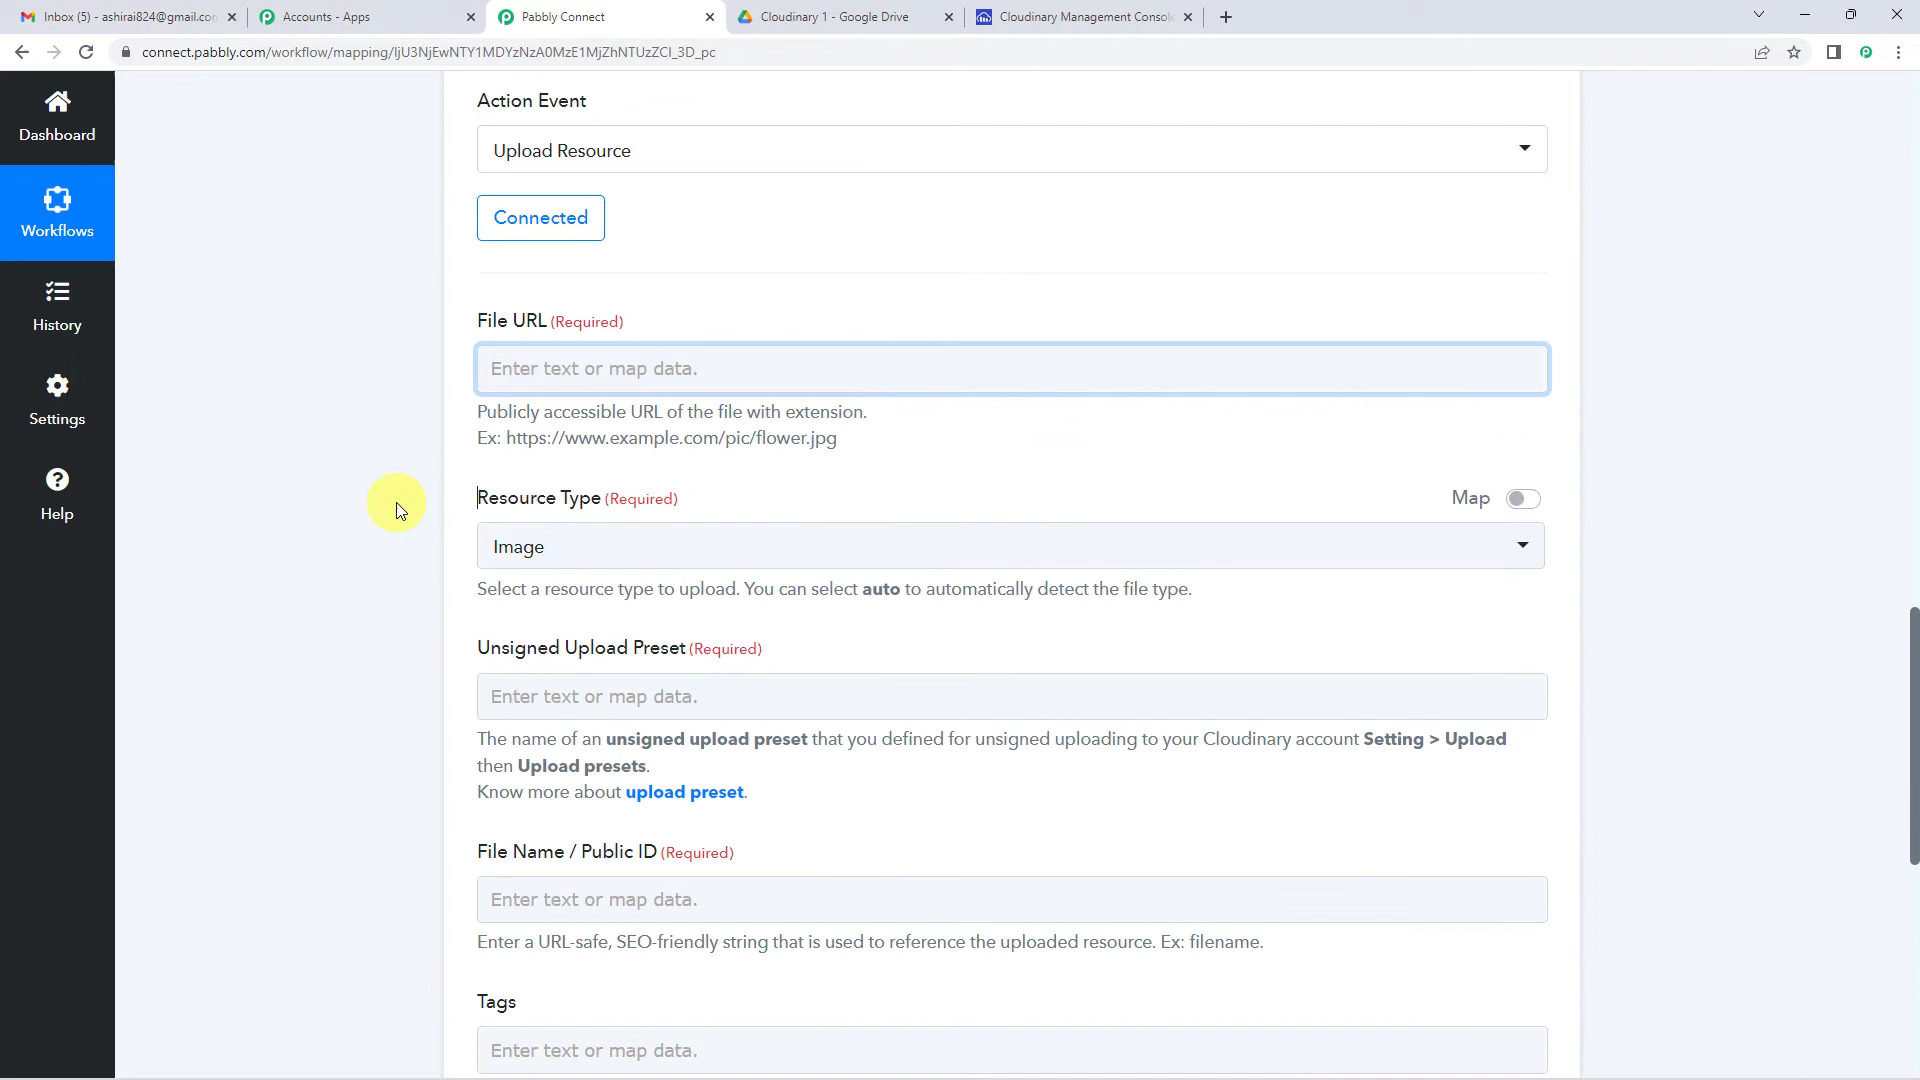 Inbox (5) - ashirai824@gmail.con
Accounts - Apps
Pabbly Connect
Cloudinary 1 - Google Drive
Cloudinary Management Console
connect.pabbly.com/workflow/mapping/IjU3NjEwNTY1MDYzNzA0MzE1MjZhNTUzZCI_3D_pc
Dashboard
Workflows
History
Settings
Help
Action Event
Upload Resource
Connected
File URL (Required)
Enter text or map data.
Publicly accessible URL of the file with extension.
Ex: https://www.example.com/pic/flower.jpg
Resource Type (Required)
Map
Image
Select a resource type to upload. You can select auto to automatically detect the file type.
Unsigned Upload Preset (Required)
Enter text or map data.
The name of an unsigned upload preset that you defined for unsigned uploading to your Cloudinary account Setting > Upload
then Upload presets.
Know more about upload preset.
File Name / Public ID (Required)
Enter text or map data.
Enter a URL-safe, SEO-friendly string that is used to reference the uploaded resource. Ex: filename.
Tags
Enter text or map data.